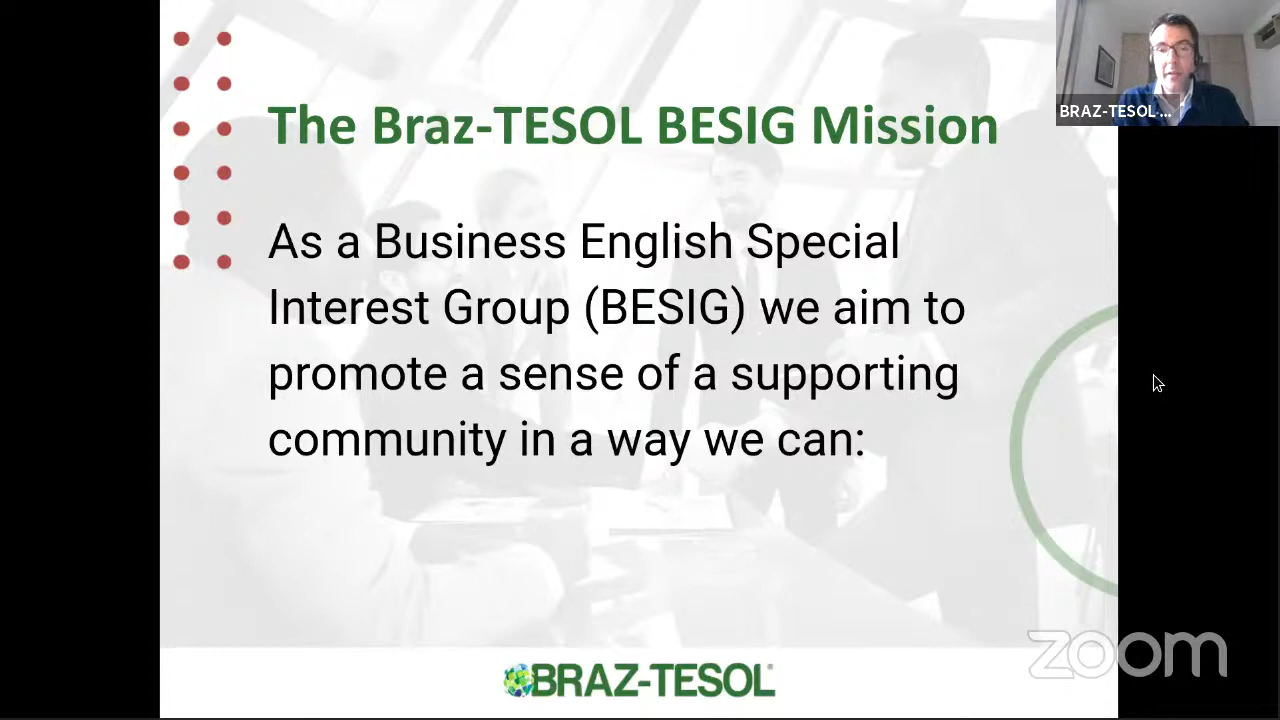 The Braz-TESOL BESIG Mission
BRAZ-TESOL-...
As a Business English Special
Interest Group (BESIG) we aim to
promote a sense of a supporting
community in a way we can:
zoom
BRAZ-TESOL